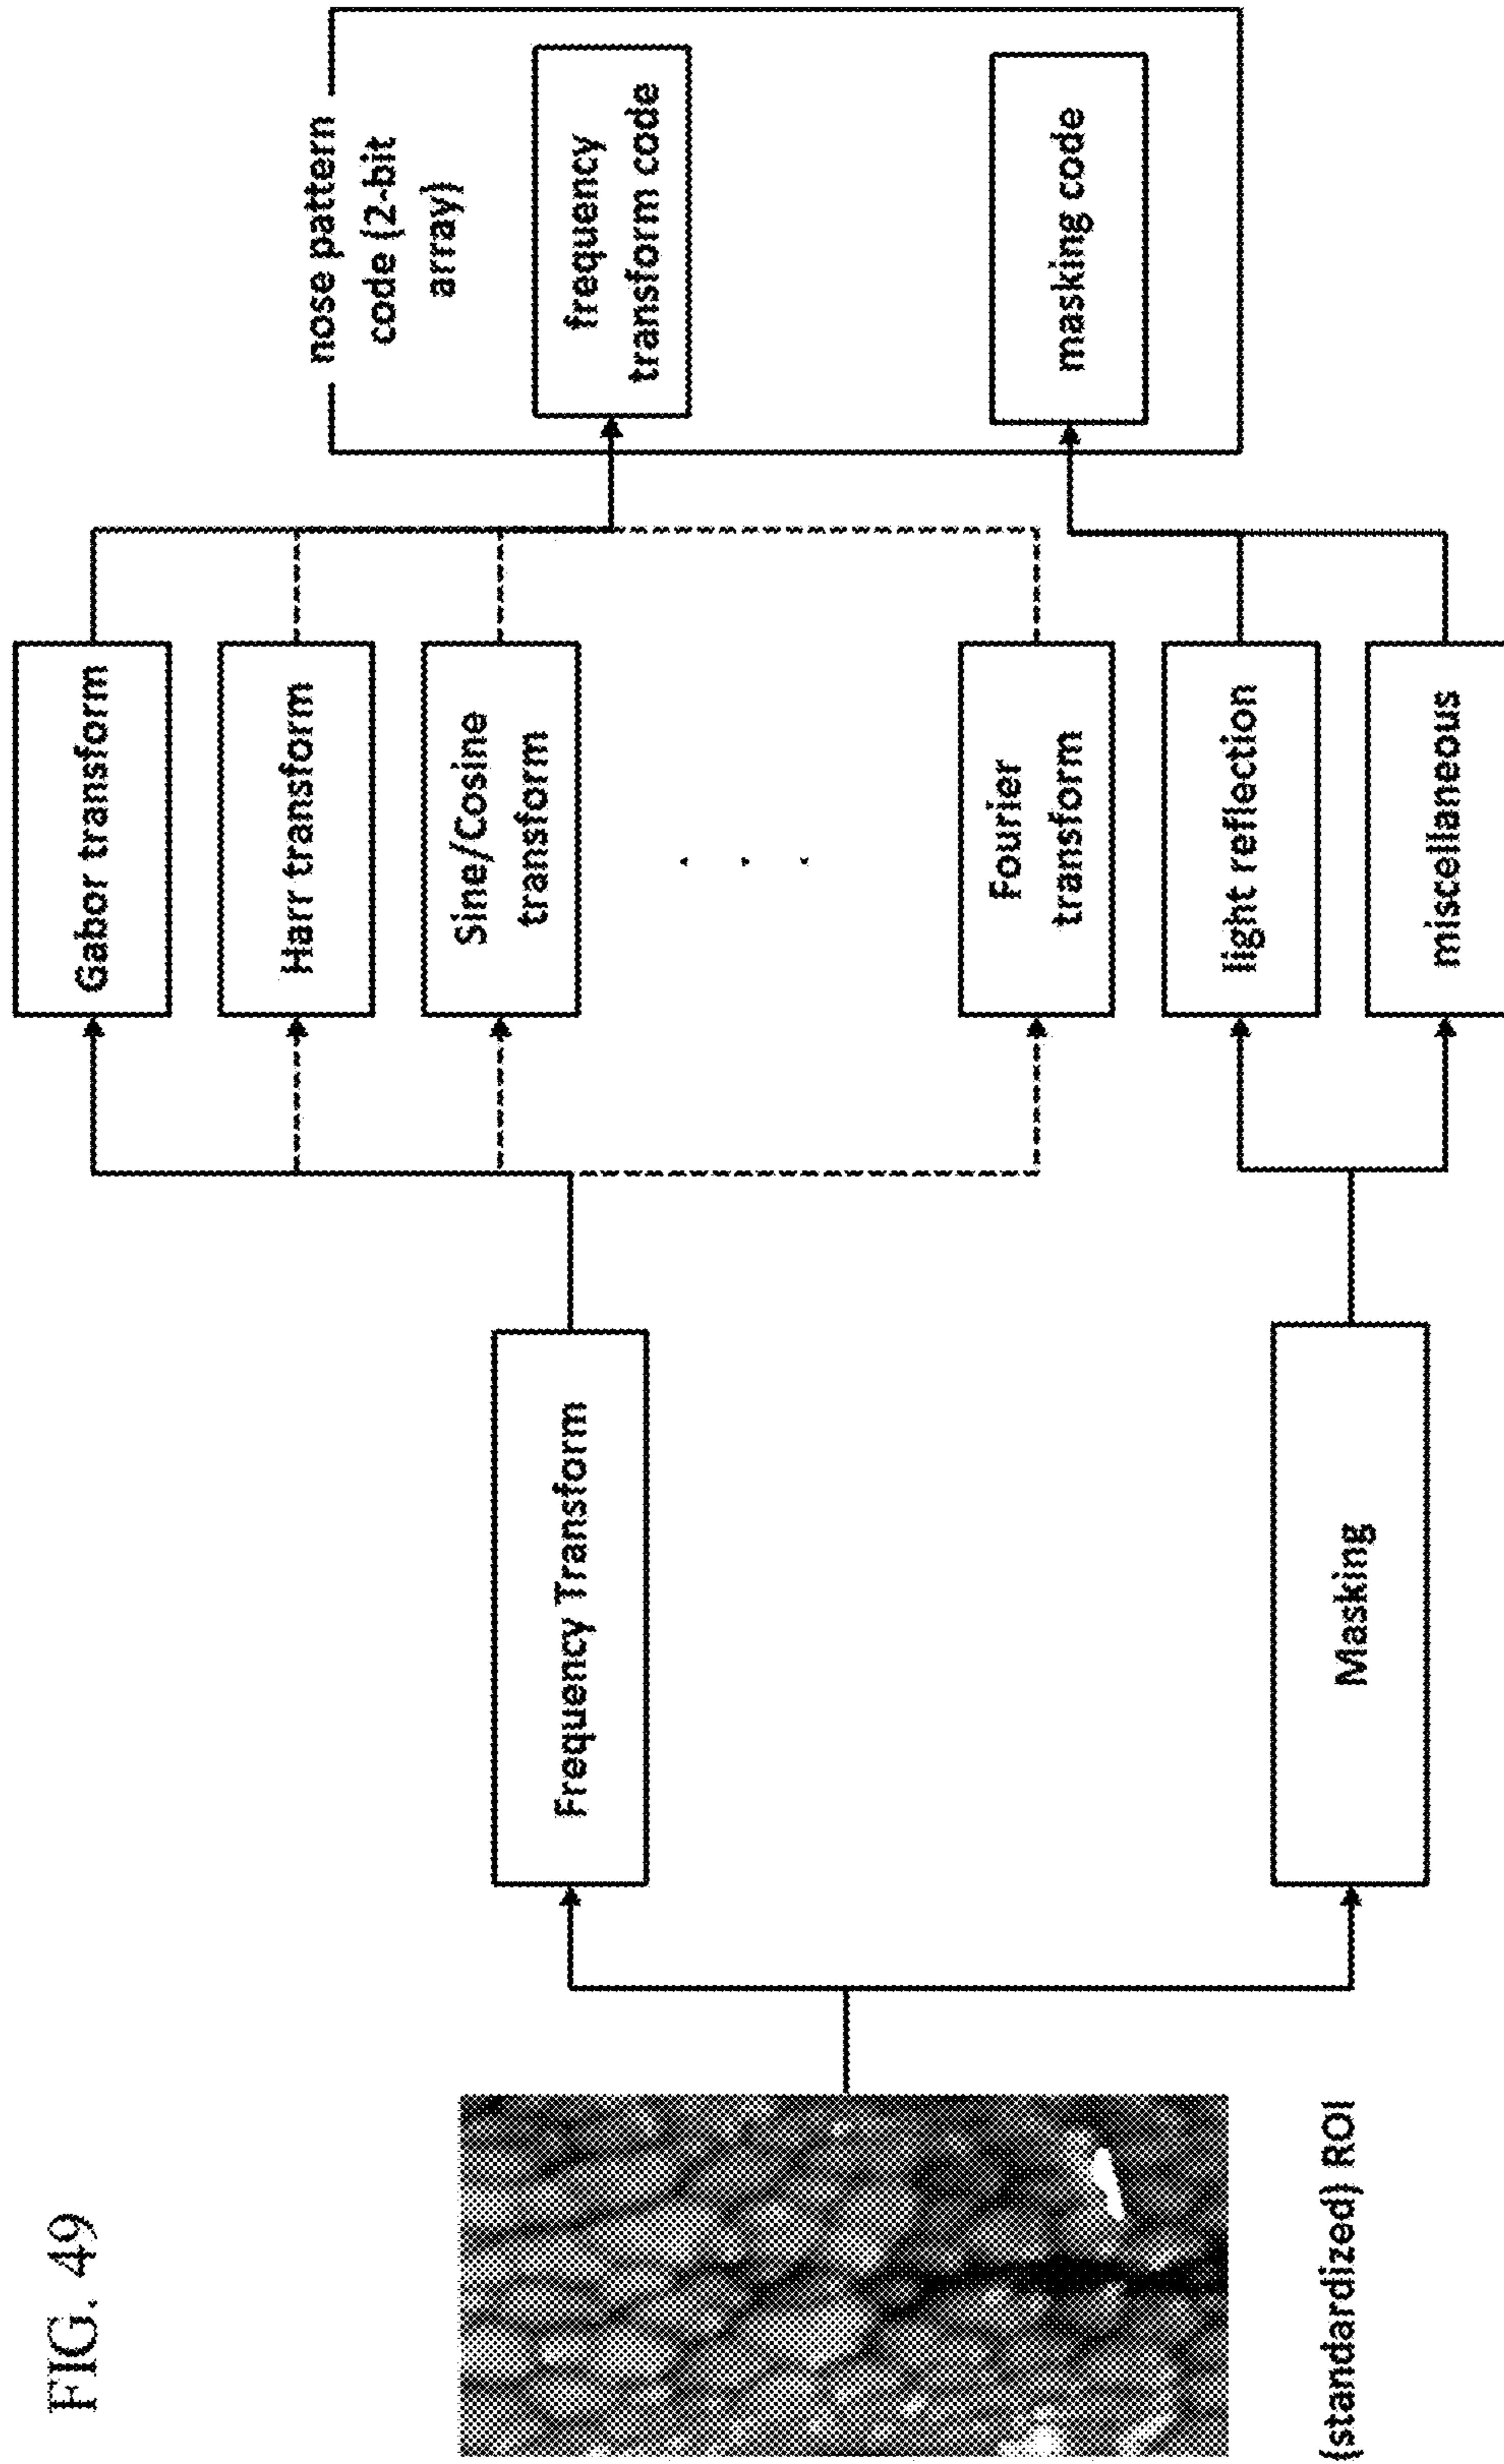 FIG. 49
(standardized) ROI
Frequency Transform
Masking
Gabor transform
Harr transform
Sine/Cosine
transform
. . .
Fourier
transform
light reflection
miscellaneous
nose pattern
code (2-bit
array)
frequency
transform code
masking code